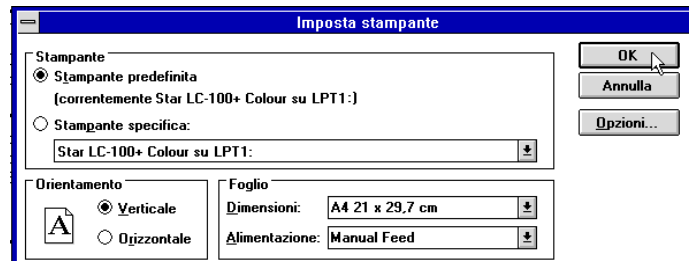 Imposta stampante
Stampante
Stampante predefinita
(correntemente Star LC-100+ Colour su LPT1:)
Stampante specifica:
Star LC-100+ Colour su LPT1:
OK
Annulla
Opzioni...
Orientamento
A
Verticale
Orizzontale
Foglio
Dimensioni: A4 21 x 29,7 cm
Alimentazione: Manual Feed